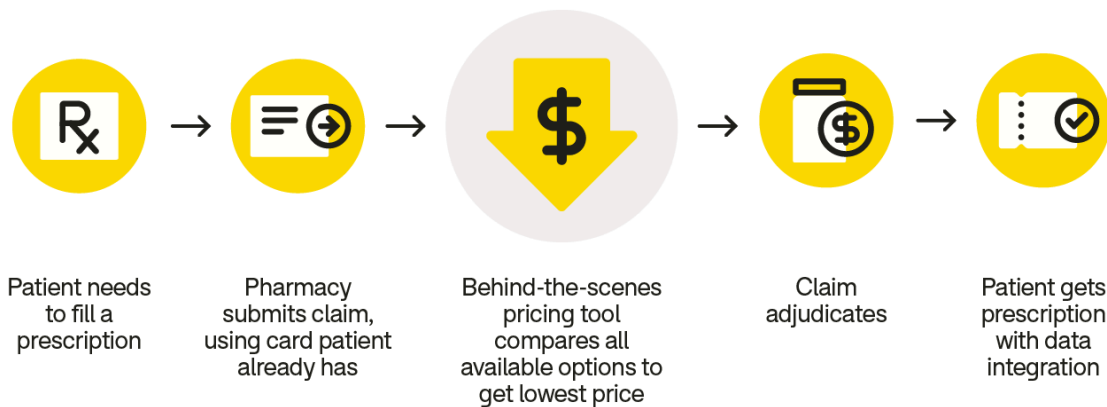 Rx
$
$
Patient needs
to fill a
prescription
Pharmacy
submits claim,
using card patient
already has
Behind-the-scenes
pricing tool
compares all
available options to
get lowest price
Claim
adjudicates
Patient gets
prescription
with data
integration